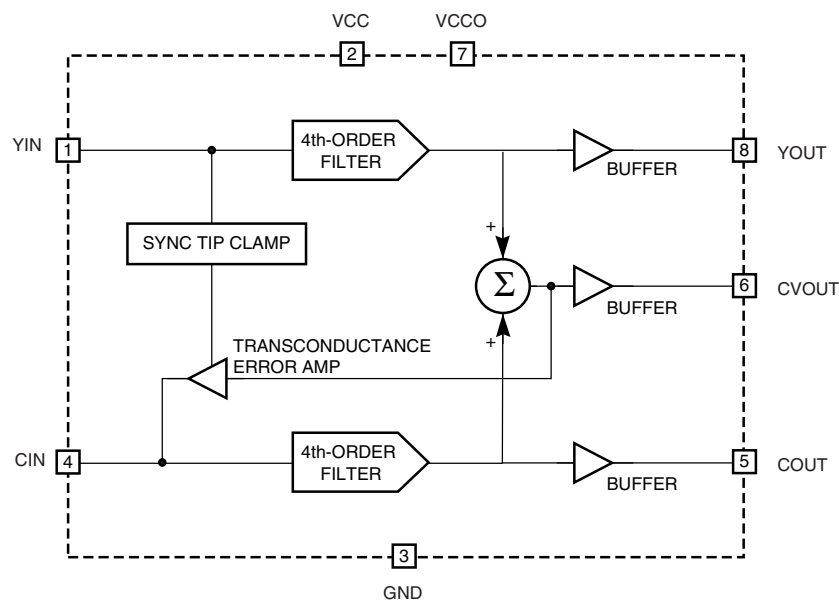 VCC
VCCO
2
7
YIN
1
4th-ORDER
FILTER
BUFFER
8
YOUT
SYNC TIP CLAMP
+
Σ
BUFFER
6
CVOUT
+
TRANSCONDUCTANCE
ERROR AMP
CIN
4
4th-ORDER
FILTER
BUFFER
5
COUT
3
GND